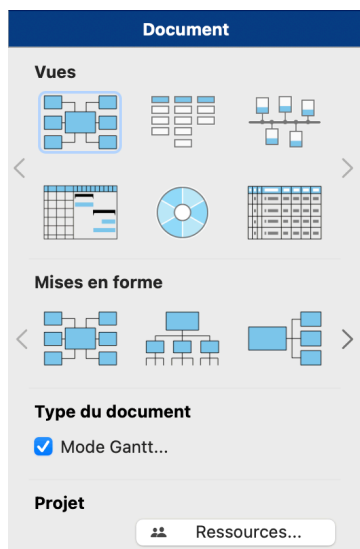 Document
Vues
Mises en forme
Type du document
Mode Gantt...
Projet
Ressources...